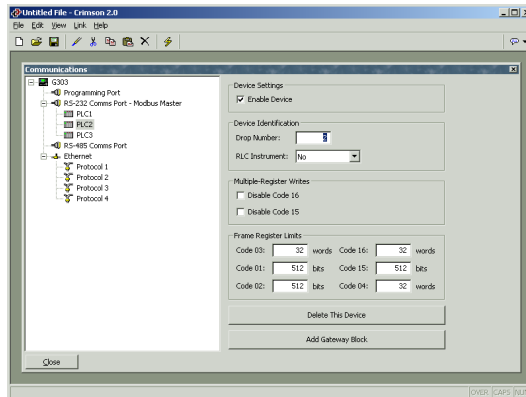 Untitled File - Crimson 2.0
File Edit View Link Help
Communications
G303
Programming Port
RS-232 Comms Port - Modbus Master
PLC1
PLC2
PLC3
RS-485 Comms Port
Ethernet
Protocol 1
Protocol 2
Protocol 3
Protocol 4
Device Settings
Enable Device
Device Identification
Drop Number: 2
RLC Instrument: No
Multiple-Register Writes
Disable Code 16
Disable Code 15
Frame Register Limits
Code 03: 32 words Code 16: 32 words
Code 01: 512 bits Code 15: 512 bits
Code 02: 512 bits Code 04: 32 words
Delete This Device
Add Gateway Block
Close
OVER CAPS NU